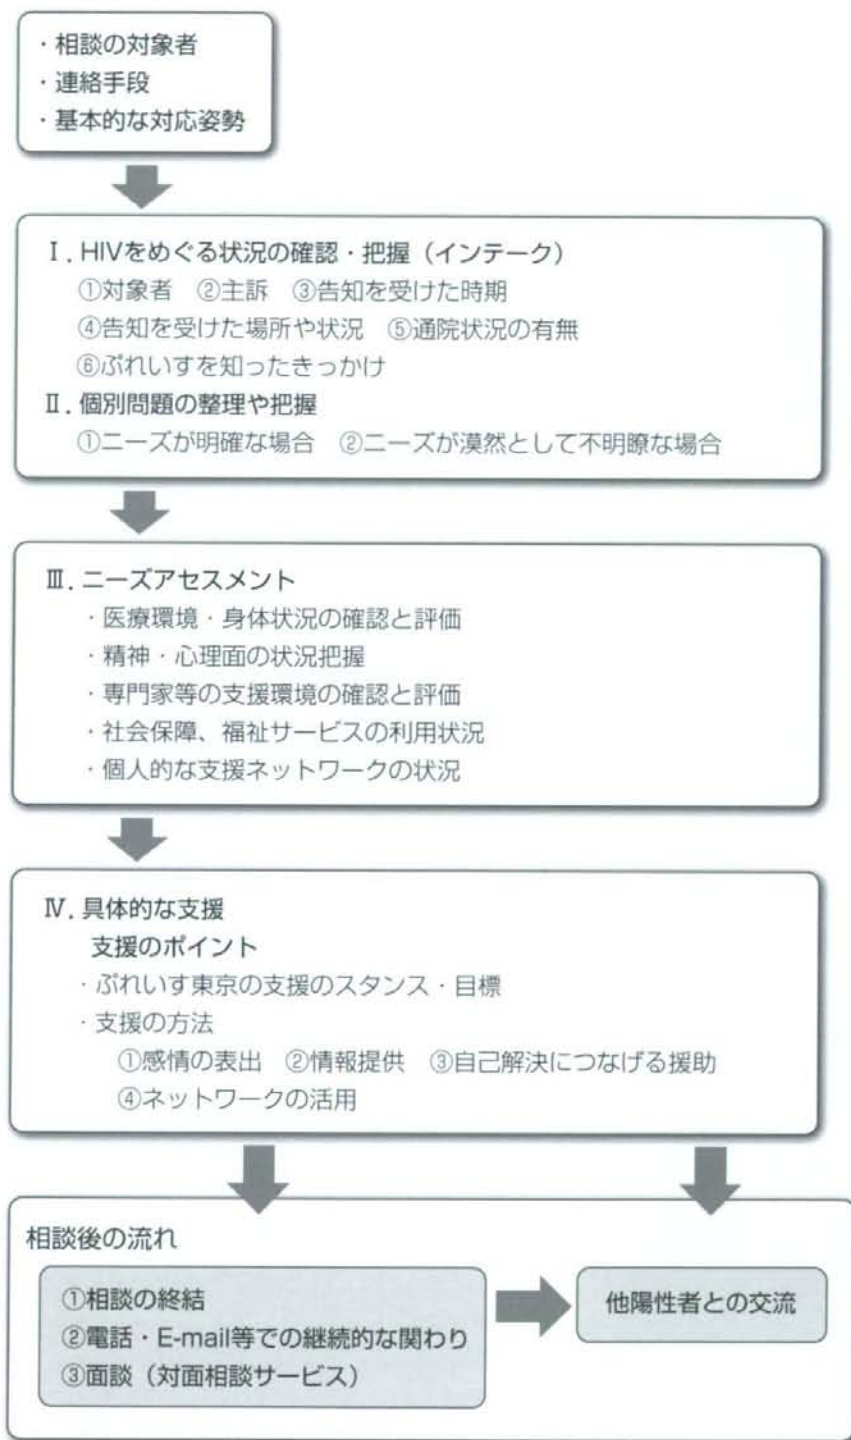 ・相談の対象者
・連絡手段
・基本的な対応姿勢
Ⅰ. HIVをめぐる状況の確認・把握（インテーク）
①対象者　②主訴　③告知を受けた時期
④告知を受けた場所や状況　⑤通院状況の有無
⑥ぷれいすを知ったきっかけ
Ⅱ. 個別問題の整理や把握
①ニーズが明確な場合　②ニーズが漠然として不明瞭な場合
Ⅲ. ニーズアセスメント
・医療環境・身体状況の確認と評価
・精神・心理面の状況把握
・専門家等の支援環境の確認と評価
・社会保障、福祉サービスの利用状況
・個人的な支援ネットワークの状況
Ⅳ. 具体的な支援
支援のポイント
・ぷれいす東京の支援のスタンス・目標
・支援の方法
①感情の表出　②情報提供　③自己解決につなげる援助
④ネットワークの活用
相談後の流れ
①相談の終結
②電話・E-mail等での継続的な関わり
③面談（対面相談サービス）
他陽性者との交流